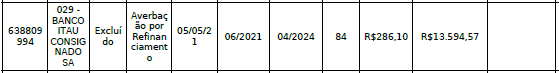 638809
994
029 -
BANCO
ITAU
CONSIG
NADO
SA
Excluí
do
Averbaç
ão por
Refinan
ciament
o
05/05/2
1
06/2021
04/2024
84
R$286,10
R$13.594,57